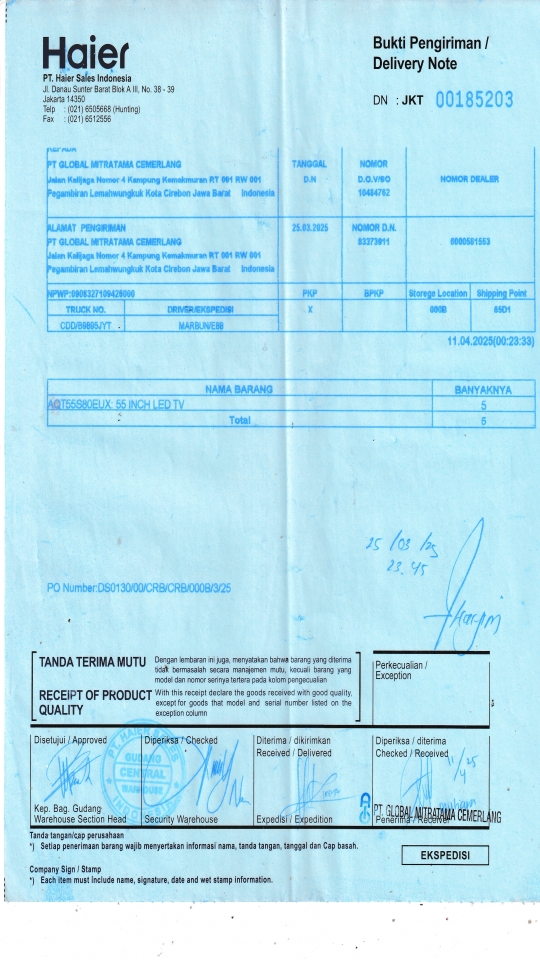 Haier
PT. Haier Sales Indonesia
Jl. Danau Sunter Barat Blok A III, No. 38 - 39
Jakarta 14350
Telp : (021) 6505668 (Hunting)
Fax : (021) 6512556
Bukti Pengiriman /
Delivery Note
DN : JKT 00185203
KEPADA
PT GLOBAL MITRATAMA CEMERLANG
Jalan Kalijaga Nomor 4 Kampung Kemakmuran RT 001 RW 001
Pegambiran Lemahwungkuk Kota Cirebon Jawa Barat Indonesia
TANGGAL
D.N
NOMOR
D.O.V/SO
10484762
NOMOR DEALER
ALAMAT PENGIRIMAN
PT GLOBAL MITRATAMA CEMERLANG
Jalan Kalijaga Nomor 4 Kampung Kemakmuran RT 001 RW 001
Pegambiran Lemahwungkuk Kota Cirebon Jawa Barat Indonesia
25.03.2025
NOMOR D.N.
83373911
PKP BPKP Storege Location Shipping Point
TRUCK NO. DRIVER/EKSPEDISI X 000B 65D1
CDD/B9895JYT MARBUN/E88
11.04.2025(00:23:33)
NAMA BARANG BANYAKNYA
AQT55S80EUX: 55 INCH LED TV 5
Total 5
25/03/25
23.45
PO Number:DS0130/00/CRB/CRB/000B/3/25
TANDA TERIMA MUTU
Dengan lembaran ini juga, menyatakan bahwa barang yang diterima
tidak bermasalah secara manajemen mutu, kecuali barang yang
model dan nomor serinya tertera pada kolom pengecualian
RECEIPT OF PRODUCT
QUALITY
With this receipt declare the goods received with good quality,
except for goods that model and serial number listed on the
exception column
Perkecualian /
Exception
Disetujui / Approved
Diperiksa / Checked
Diterima / dikirimkan
Received / Delivered
Diperiksa / diterima
Checked / Received
11/4 25
PT. HAIER SALES
GUDANG
CENTRAL
WAREHOUSE
INDONESIA
Kep. Bag. Gudang
Warehouse Section Head
Security Warehouse
Expedisi / Expedition
PT. GLOBAL MITRATAMA CEMERLANG
Penerima / Receiver
Tanda tangan/cap perusahaan
*) Setiap penerimaan barang wajib menyertakan informasi nama, tanda tangan, tanggal dan Cap basah.
EKSPEDISI
Company Sign / Stamp
*) Each item must include name, signature, date and wet stamp information.